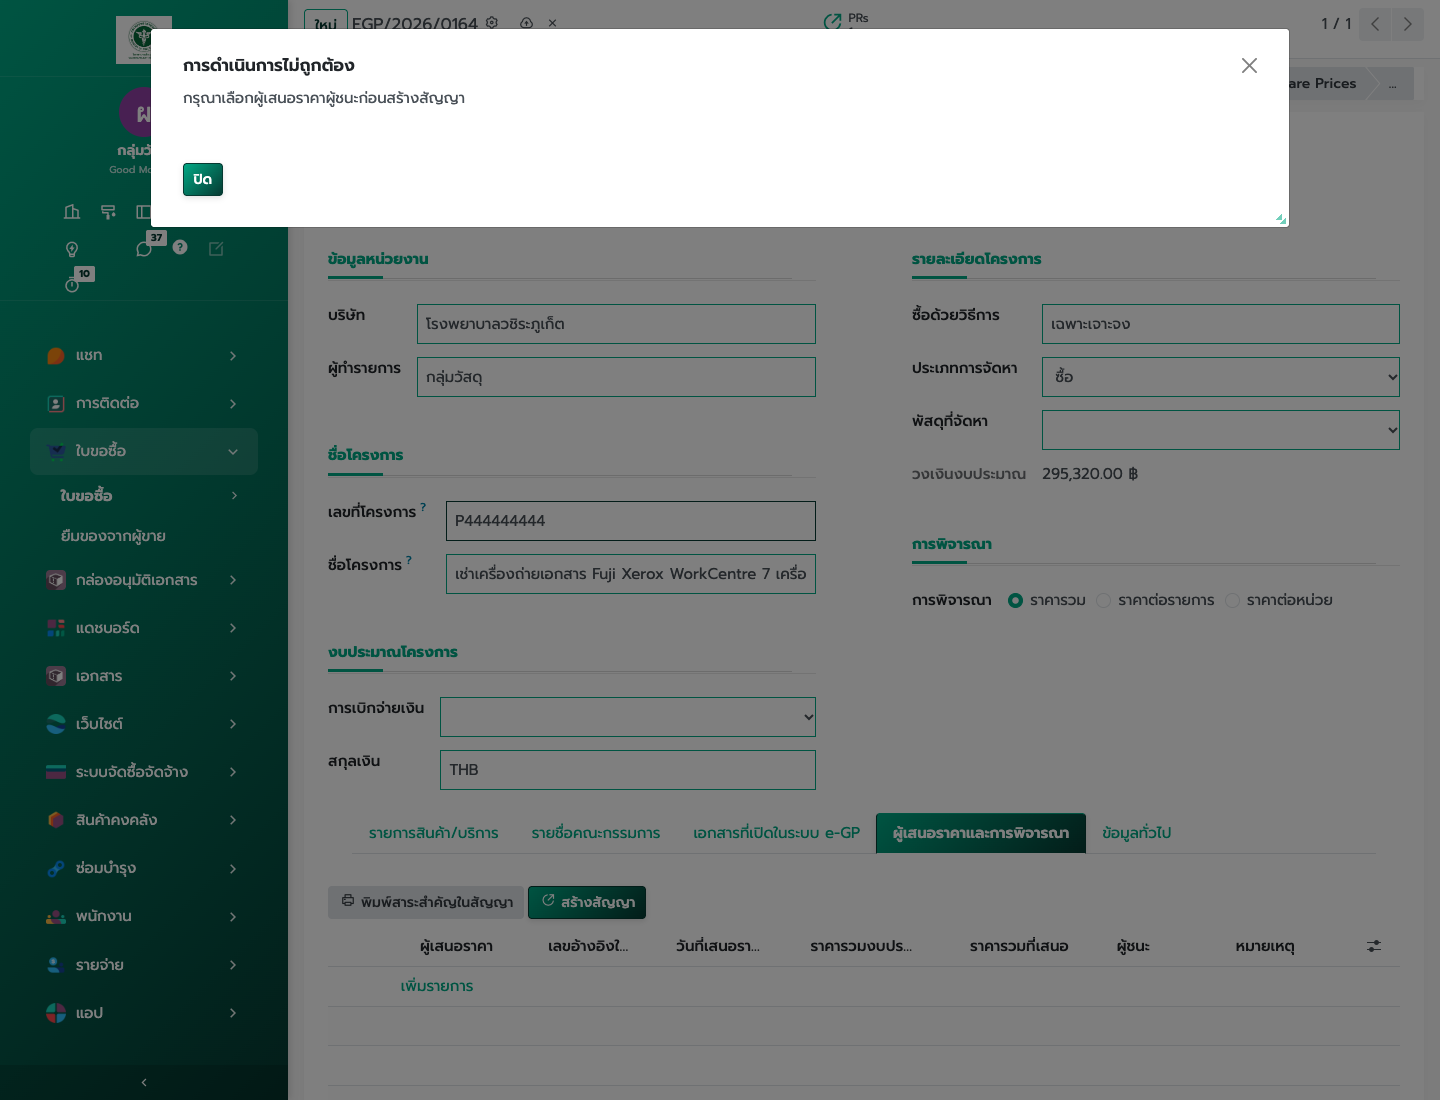 ใหม่
EGP/2026/0164
PRs
1 / 1
การดำเนินการไม่ถูกต้อง
กรุณาเลือกผู้เสนอราคาผู้ชนะก่อนสร้างสัญญา
ปิด
are Prices
...
ผ
กลุ่มวั
Good Mo
37
10
แชท
การติดต่อ
ใบขอซื้อ
ใบขอซื้อ
ยืมของจากผู้ขาย
กล่องอนุมัติเอกสาร
แดชบอร์ด
เอกสาร
เว็บไซต์
ระบบจัดซื้อจัดจ้าง
สินค้าคงคลัง
ซ่อมบำรุง
พนักงาน
รายจ่าย
แอป
ข้อมูลหน่วยงาน
บริษัท
โรงพยาบาลวชิระภูเก็ต
ผู้ทำรายการ
กลุ่มวัสดุ
รายละเอียดโครงการ
ซื้อด้วยวิธีการ
เฉพาะเจาะจง
ประเภทการจัดหา
ซื้อ
พัสดุที่จัดหา
วงเงินงบประมาณ
295,320.00 ฿
ชื่อโครงการ
เลขที่โครงการ ?
P444444444
ชื่อโครงการ ?
เช่าเครื่องถ่ายเอกสาร Fuji Xerox WorkCentre 7 เครื่อ
การพิจารณา
การพิจารณา
ราคารวม
ราคาต่อรายการ
ราคาต่อหน่วย
งบประมาณโครงการ
การเบิกจ่ายเงิน
สกุลเงิน
THB
รายการสินค้า/บริการ
รายชื่อคณะกรรมการ
เอกสารที่เปิดในระบบ e-GP
ผู้เสนอราคาและการพิจารณา
ข้อมูลทั่วไป
พิมพ์สาระสำคัญในสัญญา
สร้างสัญญา
ผู้เสนอราคา
เลขอ้างอิงใ...
วันที่เสนอรา...
ราคารวมงบปร...
ราคารวมที่เสนอ
ผู้ชนะ
หมายเหตุ
เพิ่มรายการ